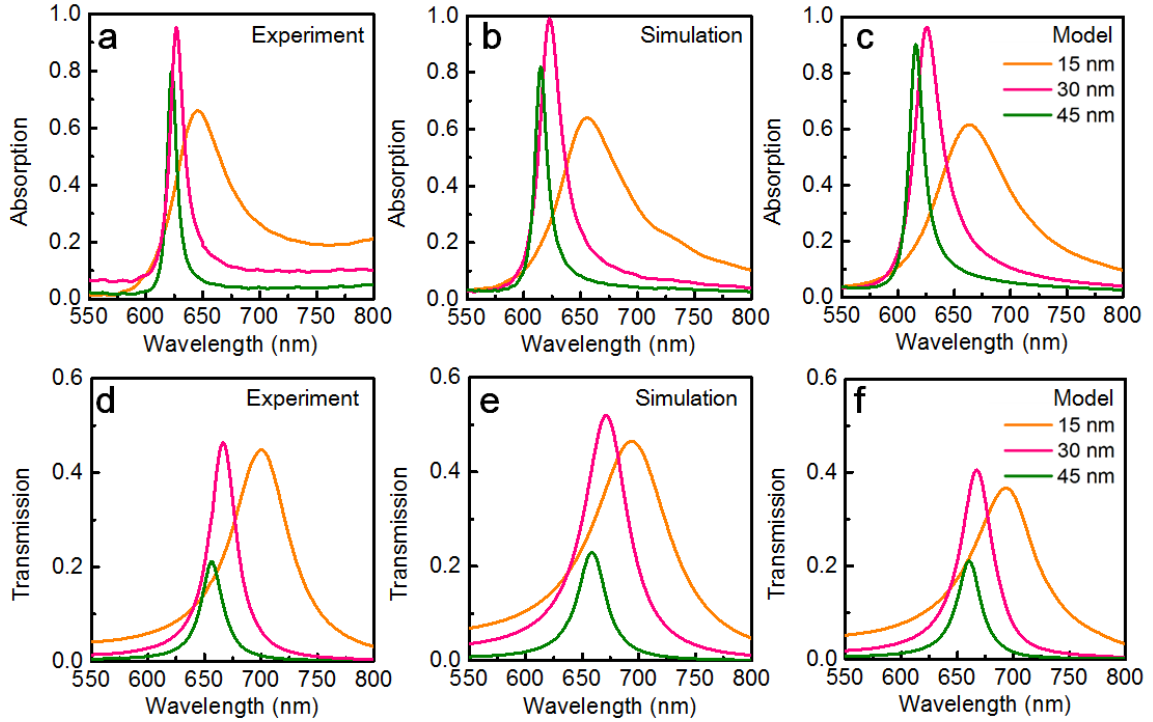 a
Experiment
1.0
0.8
0.6
0.4
0.2
0.0
Absorption
550 600 650 700 750 800
Wavelength (nm)
b
Simulation
1.0
0.8
0.6
0.4
0.2
0.0
Absorption
550 600 650 700 750 800
Wavelength (nm)
c
Model
15 nm
30 nm
45 nm
1.0
0.8
0.6
0.4
0.2
0.0
Absorption
550 600 650 700 750 800
Wavelength (nm)
d
Experiment
0.6
0.4
0.2
0.0
Transmission
550 600 650 700 750 800
Wavelength (nm)
e
Simulation
0.6
0.4
0.2
0.0
Transmission
550 600 650 700 750 800
Wavelength (nm)
f
Model
15 nm
30 nm
45 nm
0.6
0.4
0.2
0.0
Transmission
550 600 650 700 750 800
Wavelength (nm)